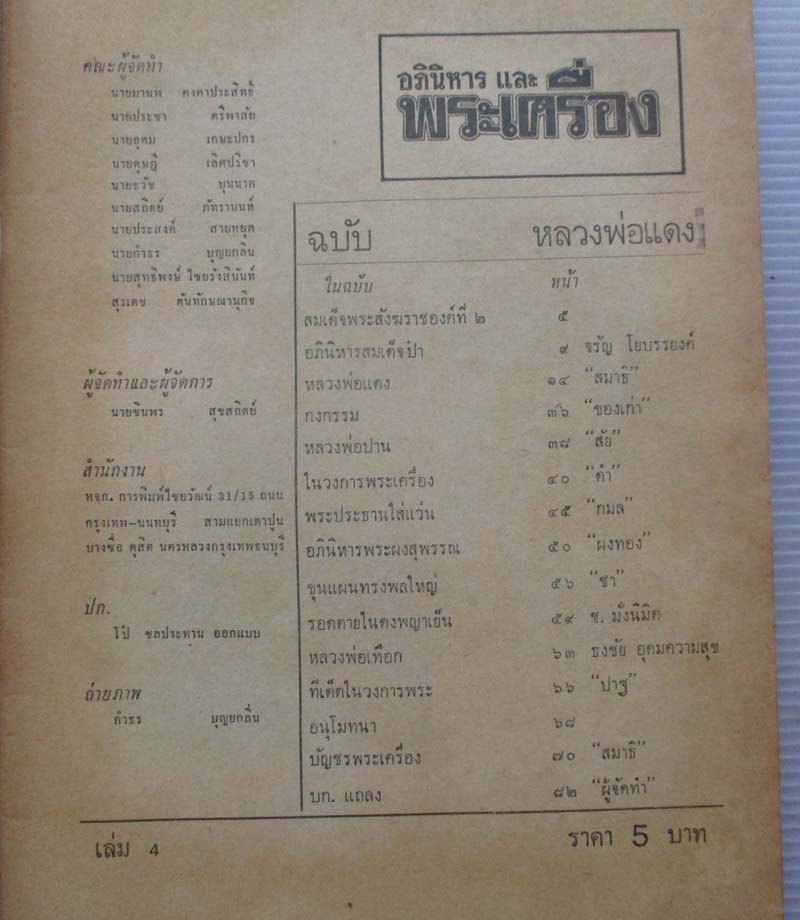 คณะผู้จัดทำ
นายมานพ คงคาประสิทธิ์
นายประชา ตรีพาสัย
นายอุดม เกษะปกร
นายดุษฎี เลิศปรีชา
นายธวัช บุนนาค
นายสถิตย์ ภัทรานนท์
นายประสงค์ สายหยุด
นายกำธร บุญยกลิ่น
นายสุทธิพงษ์ ไชยรังสินันท์
สุรเดช ตันทักษณานุกิจ
ผู้จัดทำและผู้จัดการ
นายชินพร สุขสถิตย์
สำนักงาน
หจก. การพิมพ์ไชยวัฒน์ 31/15 ถนน
กรุงเทพ-นนทบุรี สามแยกเตาปูน
บางซื่อ ดุสิต นครหลวงกรุงเทพธนบุรี
ปก.
โป๊ ชลประทาน ออกแบบ
ถ่ายภาพ
กำธร บุญยกลิ่น
อภินิหาร และ
พระเครื่อง
ฉบับ หลวงพ่อแดง
ในฉบับ หน้า
สมเด็จพระสังฆราชองค์ที่ ๒ ๕
อภินิหารสมเด็จป๋า ๙ จรัญ โยบรรยงค์
หลวงพ่อแดง ๑๔ "สมาธิ"
กงกรรม ๓๖ "ของเก่า"
หลวงพ่อปาน ๓๘ "สัย"
ในวงการพระเครื่อง ๔๐ "ดำ"
พระประธานใส่แว่น ๔๕ "กมล"
อภินิหารพระผงสุพรรณ ๕๐ "ผงทอง"
ขุนแผนทรงพลใหญ่ ๕๖ "ชา"
รอดตายในดงพญาเย็น ๕๙ ช. มั่งนิมิต
หลวงพ่อเทือก ๖๓ ธงชัย อุดมความสุข
ทีเด็ดในวงการพระ ๖๖ "ปาฐ"
อนุโมทนา ๖๘
บัญชรพระเครื่อง ๗๐ "สมาธิ"
บก. แถลง ๘๒ "ผู้จัดทำ"
เล่ม 4 ราคา 5 บาท